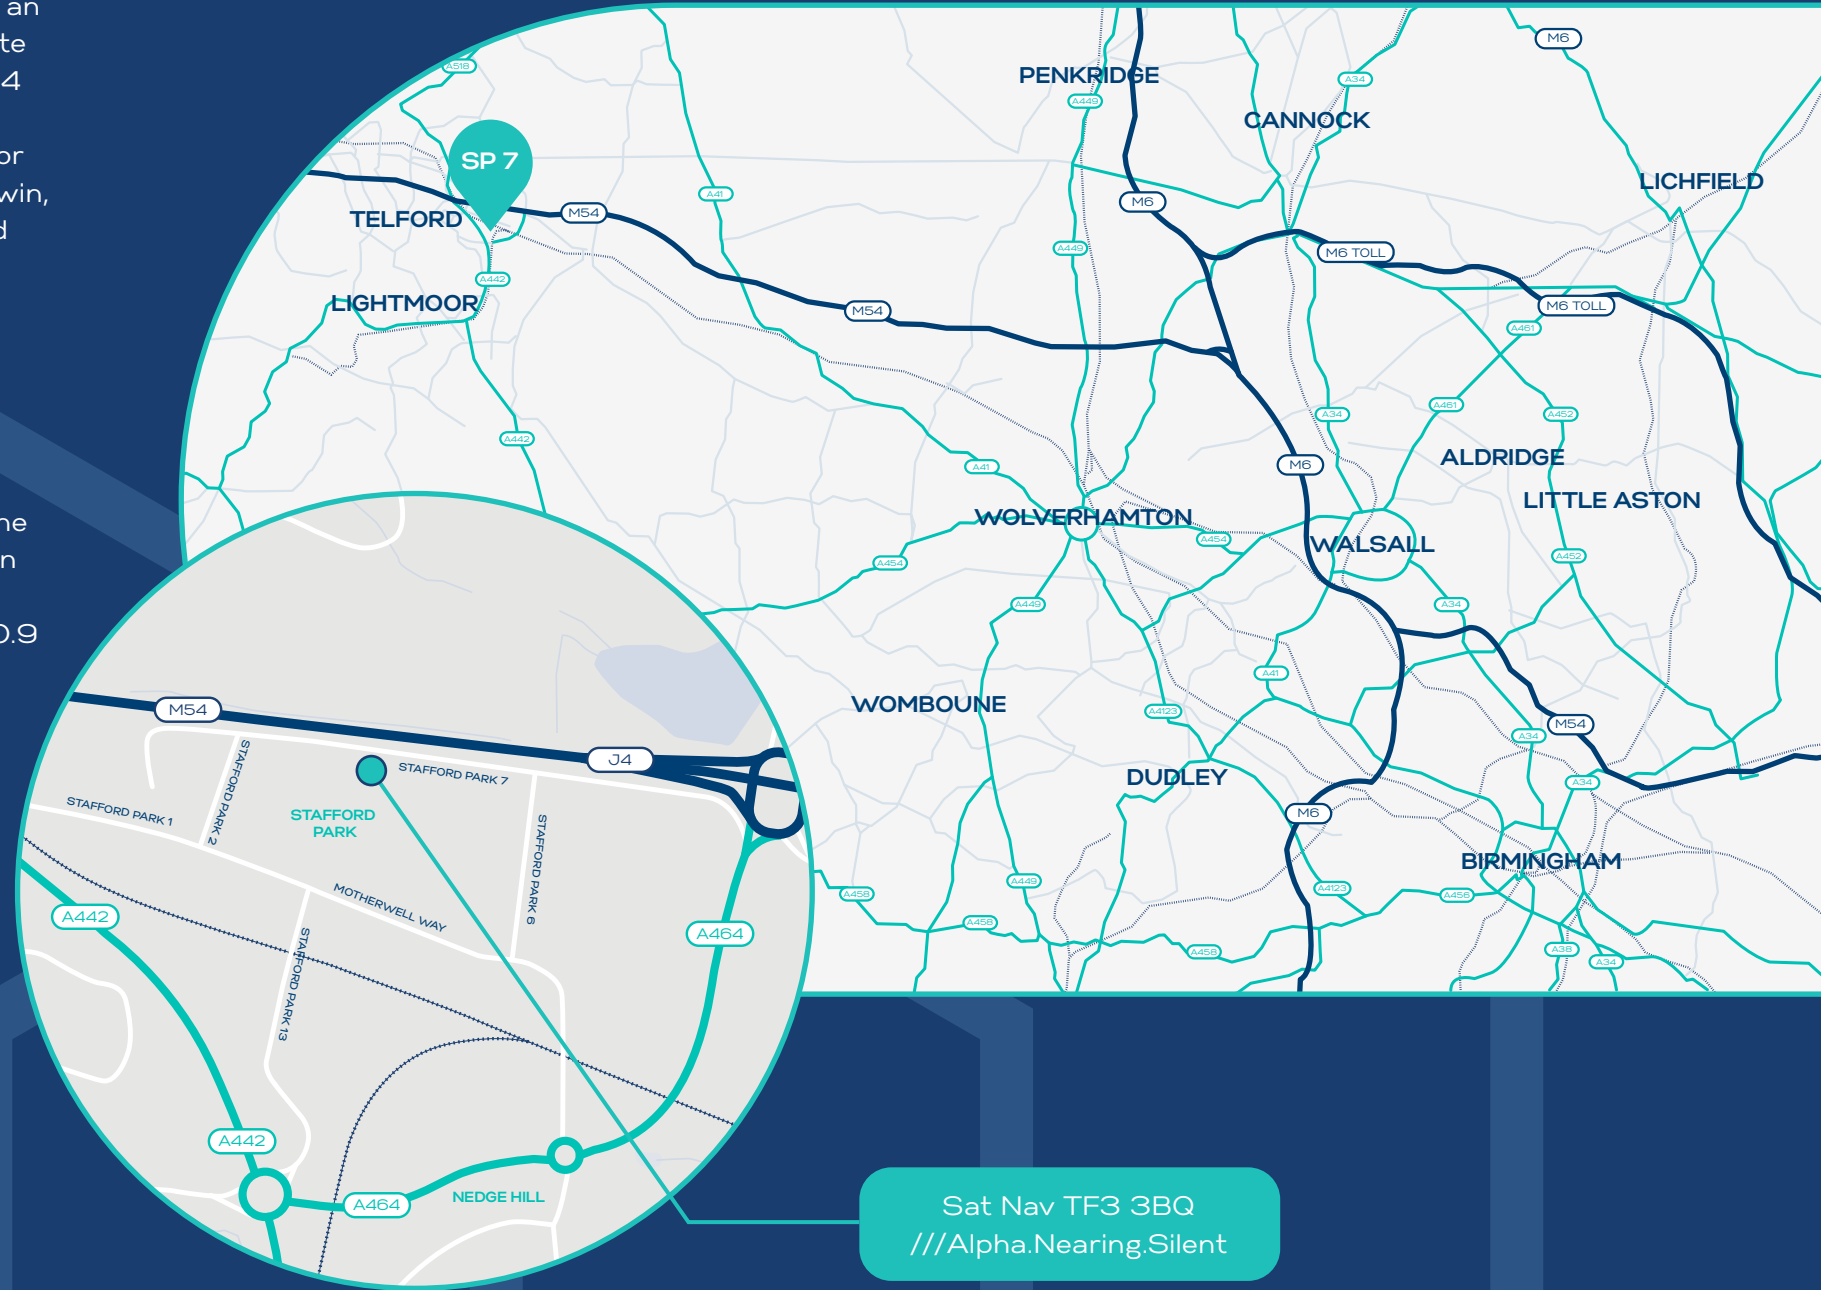 an
te
4
or
win,
d
ne
n
0.9
A518
SP 7
TELFORD
M54
A442
LIGHTMOOR
A442
A41
M54
A41
PENKRIDGE
A449
M6
A449
CANNOCK
A34
M6
LICHFIELD
M6 TOLL
M6 TOLL
A461
A461
A34
A452
M6
ALDRIDGE
LITTLE ASTON
WOLVERHAMTON
A454
A454
WALSALL
A452
A449
A34
A41
WOMBOUNE
A4123
M54
A34
DUDLEY
A34
M6
BIRMINGHAM
A458
A449
A4123
A456
A458
A458
A38
A34
M54
J4
STAFFORD PARK 7
STAFFORD PARK 1
STAFFORD PARK 2
STAFFORD
PARK
STAFFORD PARK 6
MOTHERWELL WAY
A442
A464
STAFFORD PARK 13
A442
A464
NEDGE HILL
Sat Nav TF3 3BQ
///Alpha.Nearing.Silent